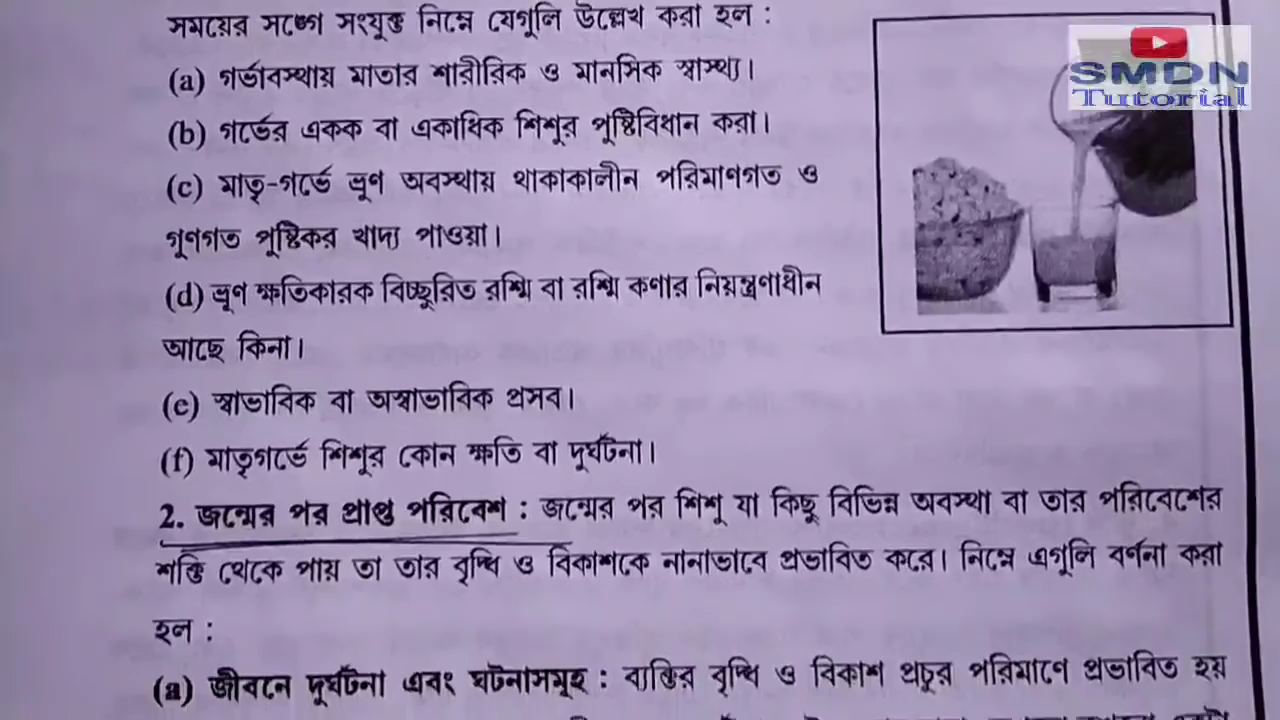 সময়ের সঙ্গে সংযুক্ত নিম্নে যেগুলি উল্লেখ করা হল :
(a) গর্ভাবস্থায় মাতার শারীরিক ও মানসিক স্বাস্থ্য।
(b) গর্ভের একক বা একাধিক শিশুর পুষ্টিবিধান করা।
(c) মাতৃ-গর্ভে ভ্রূণ অবস্থায় থাকাকালীন পরিমাণগত ও
গুণগত পুষ্টিকর খাদ্য পাওয়া।
(d) ভ্রূণ ক্ষতিকারক বিচ্ছুরিত রশ্মি বা রশ্মি কণার নিয়ন্ত্রণাধীন
আছে কিনা।
(e) স্বাভাবিক বা অস্বাভাবিক প্রসব।
(f) মাতৃগর্ভে শিশুর কোন ক্ষতি বা দুর্ঘটনা।
2. জন্মের পর প্রাপ্ত পরিবেশ : জন্মের পর শিশু যা কিছু বিভিন্ন অবস্থা বা তার পরিবেশের
শক্তি থেকে পায় তা তার বৃদ্ধি ও বিকাশকে নানাভাবে প্রভাবিত করে। নিম্নে এগুলি বর্ণনা করা
হল :
(a) জীবনে দুর্ঘটনা এবং ঘটনাসমূহ : ব্যক্তির বৃদ্ধি ও বিকাশ প্রচুর পরিমাণে প্রভাবিত হয়
SMDN
Tutorial